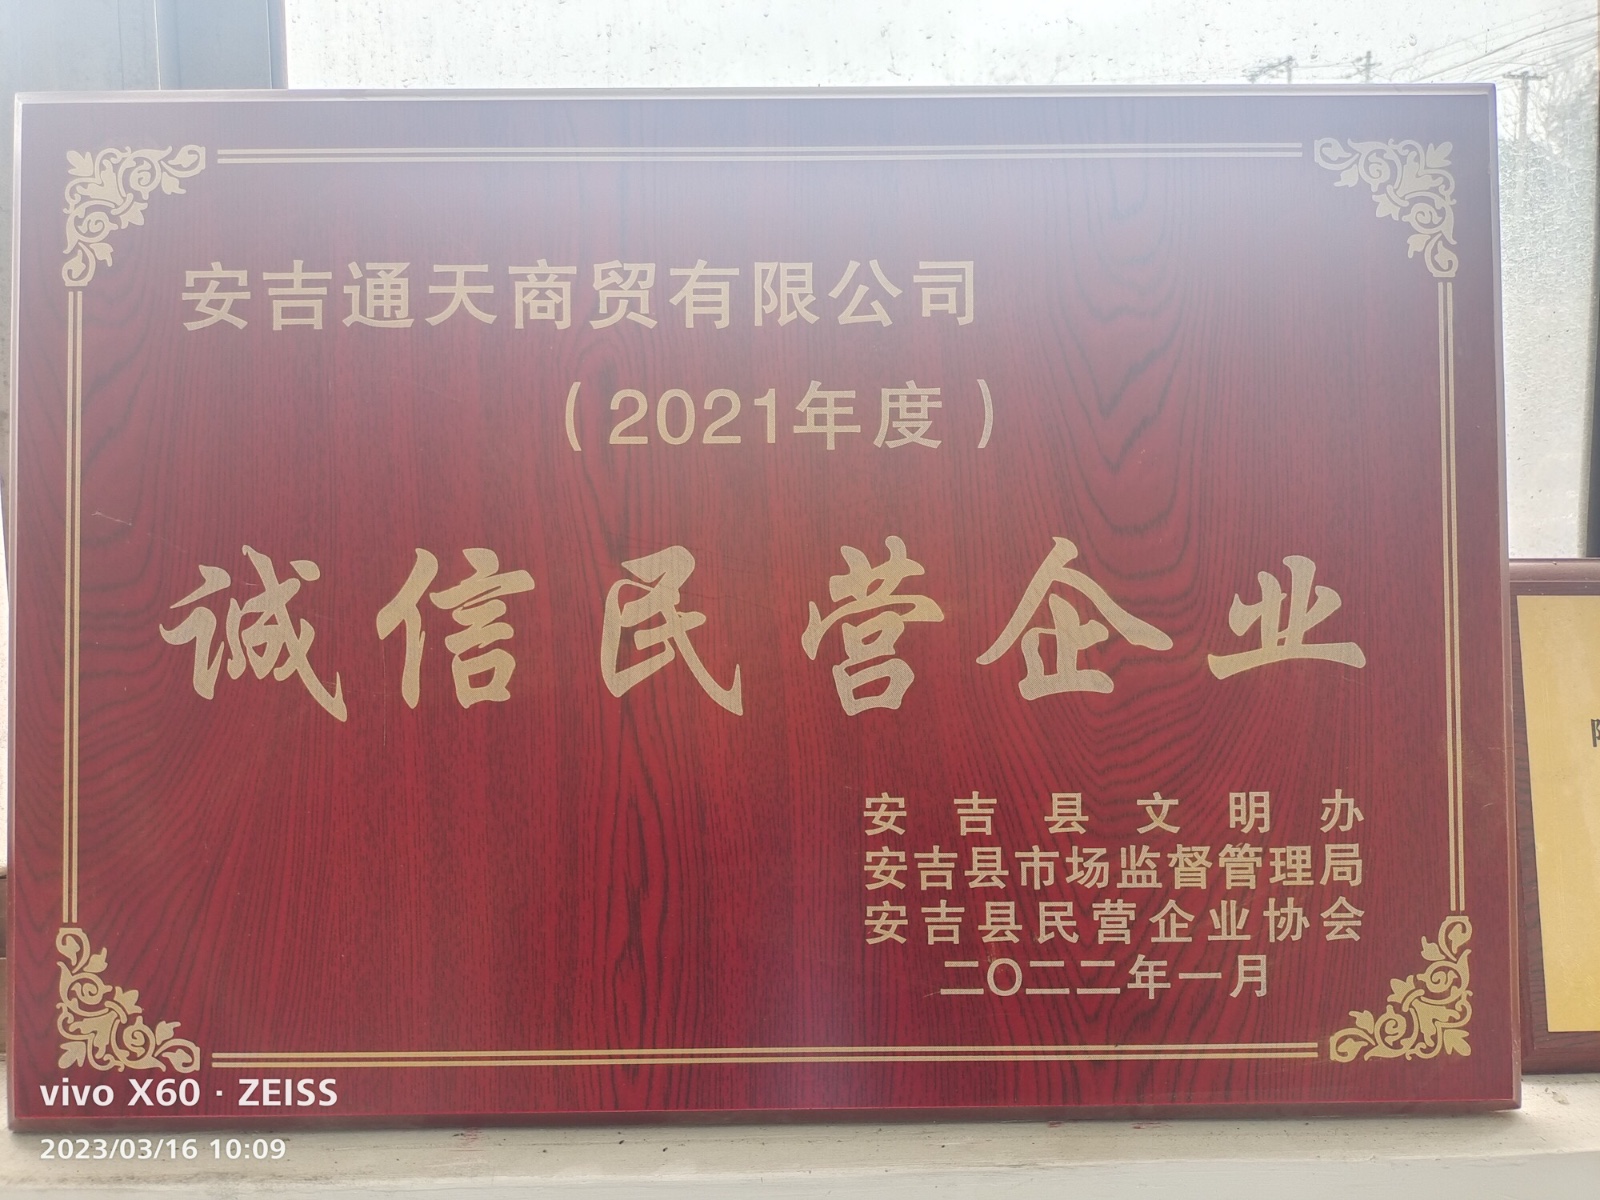 安吉通天商贸有限公司
（2021年度）
诚信民营企业
安吉县文明办
安吉县市场监督管理局
安吉县民营企业协会
二〇二二年一月
vivo X60 · ZEISS
2023/03/16 10:09